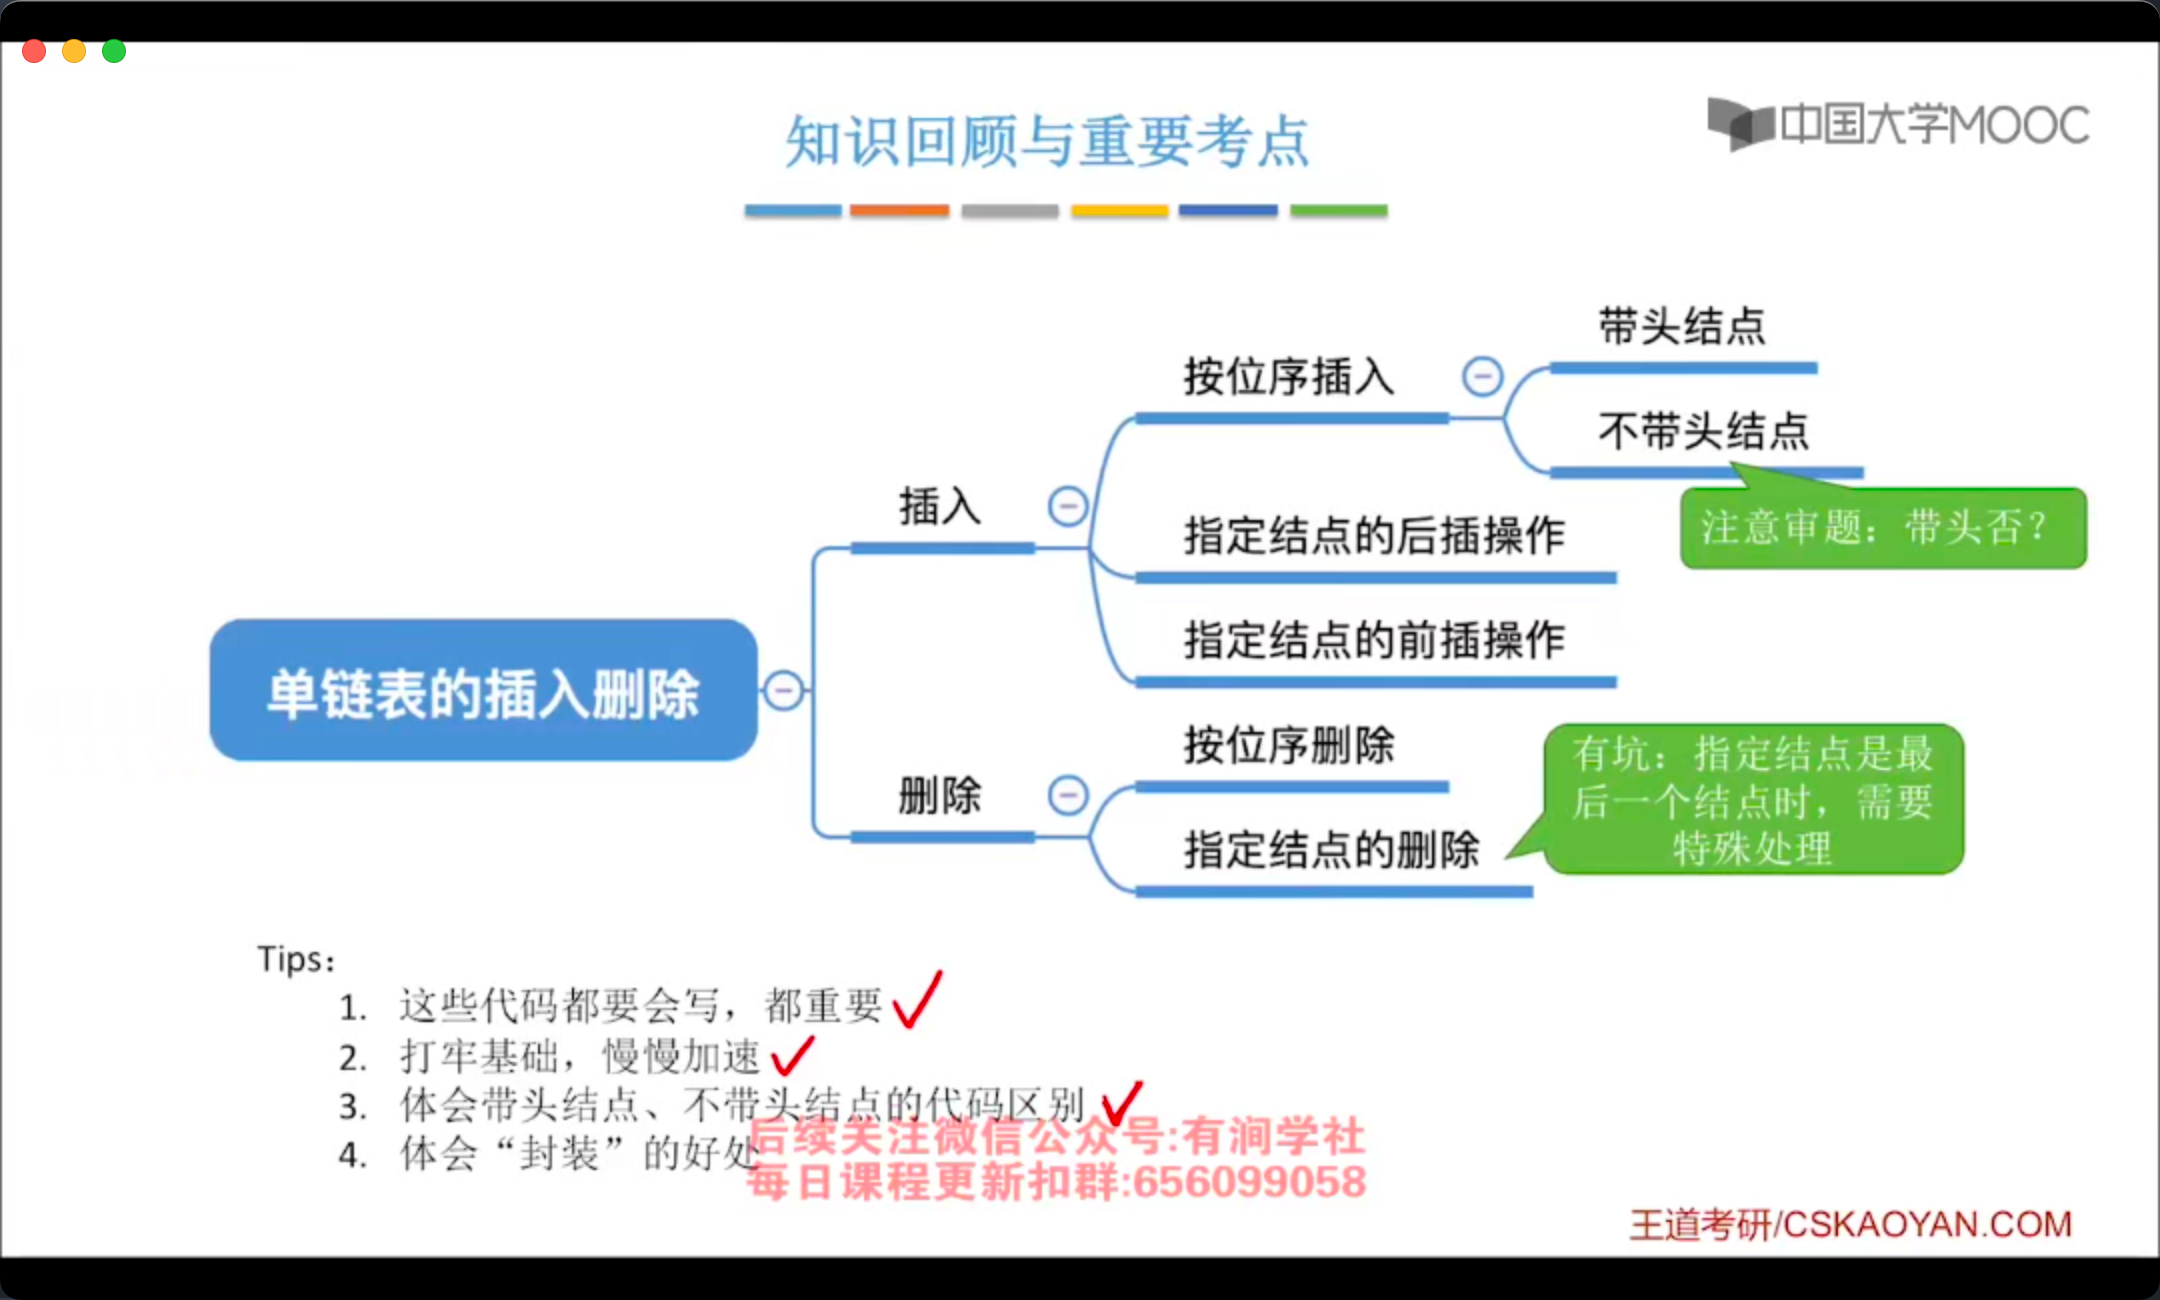 知识回顾与重要考点
中国大学MOOC
带头结点
按位序插入
不带头结点
注意审题：带头否？
插入
指定结点的后插操作
指定结点的前插操作
单链表的插入删除
按位序删除
删除
指定结点的删除
有坑：指定结点是最
后一个结点时，需要
特殊处理
Tips：
1. 这些代码都要会写，都重要
2. 打牢基础，慢慢加速
3. 体会带头结点、不带头结点的代码区别
4. 体会“封装”的好处
后续关注微信公众号:有涧学社
每日课程更新扣群:656099058
王道考研/CSKAOYAN.COM